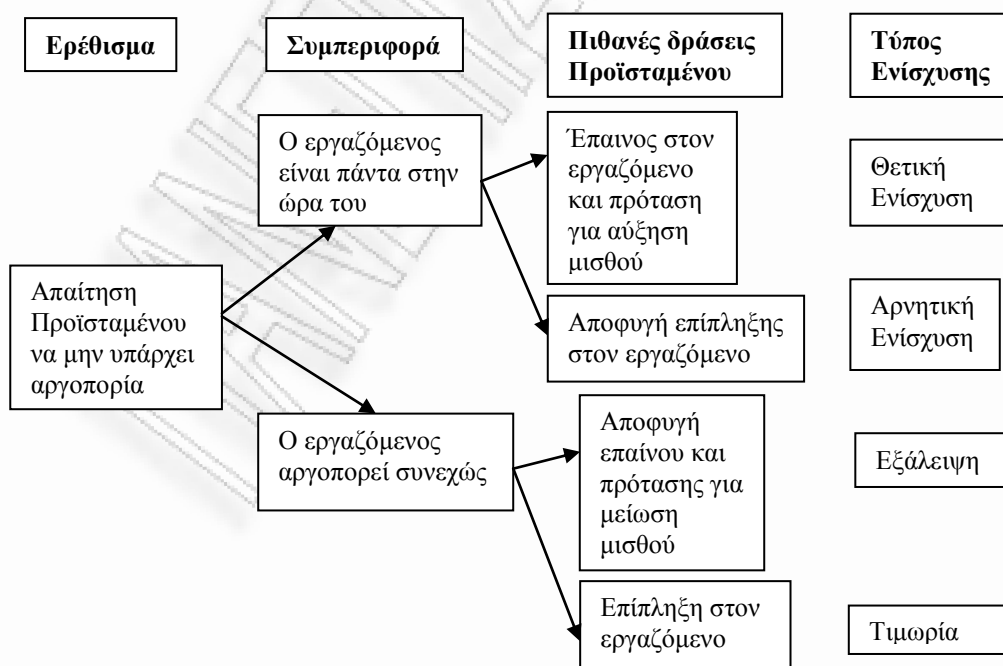 Ερέθισμα
Συμπεριφορά
Πιθανές δράσεις
Προϊσταμένου
Τύπος
Ενίσχυσης
Απαίτηση
Προϊσταμένου
να μην υπάρχει
αργοπορία
Ο εργαζόμενος
είναι πάντα στην
ώρα του
Έπαινος στον
εργαζόμενο
και πρόταση
για αύξηση
μισθού
Θετική
Ενίσχυση
Αποφυγή επίπληξης
στον εργαζόμενο
Αρνητική
Ενίσχυση
Ο εργαζόμενος
αργοπορεί συνεχώς
Αποφυγή
επαίνου και
πρότασης για
μείωση
μισθού
Εξάλειψη
Επίπληξη στον
εργαζόμενο
Τιμωρία